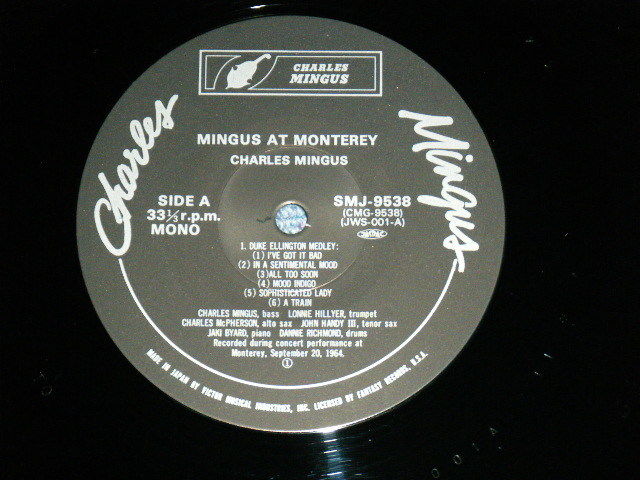 CHARLES
MINGUS
Charles
Mingus
MINGUS AT MONTEREY
CHARLES MINGUS
SIDE A
33⅓ r.p.m.
MONO
SMJ-9538
(CMG-9538)
(JWS-001-A)
1. DUKE ELLINGTON MEDLEY:
(1) I'VE GOT IT BAD
(2) IN A SENTIMENTAL MOOD
(3) ALL TOO SOON
(4) MOOD INDIGO
(5) SOPHISTICATED LADY
(6) A TRAIN
CHARLES MINGUS, bass LONNIE HILLYER, trumpet
CHARLES McPHERSON, alto sax JOHN HANDY III, tenor sax
JAKI BYARD, piano DANNIE RICHMOND, drums
Recorded during concert performance at
Monterey, September 20, 1964.
①
MADE IN JAPAN BY VICTOR MUSICAL INDUSTRIES, INC. LICENSED BY FANTASY RECORDS, U.S.A.